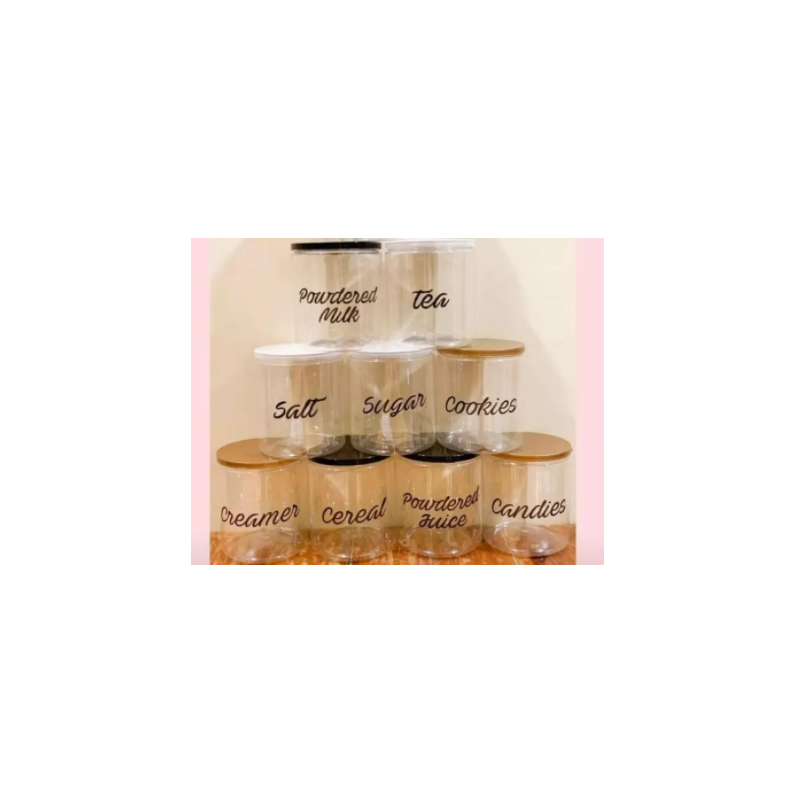 Powdered
Milk
Tea
Salt
Sugar
Cookies
Creamer
Cereal
Powdered
Juice
Candies